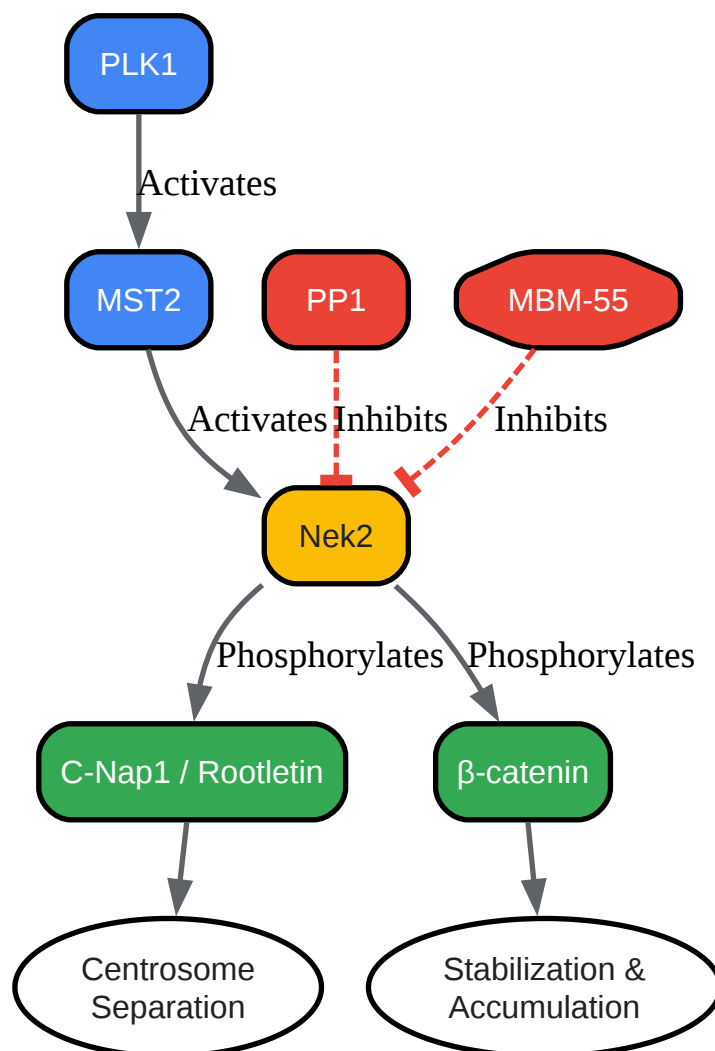 PLK1
Activates
MST2
PP1
MBM-55
Activates
Inhibits
Inhibits
Nek2
Phosphorylates
Phosphorylates
C-Nap1 / Rootletin
β-catenin
Centrosome
Separation
Stabilization &
Accumulation